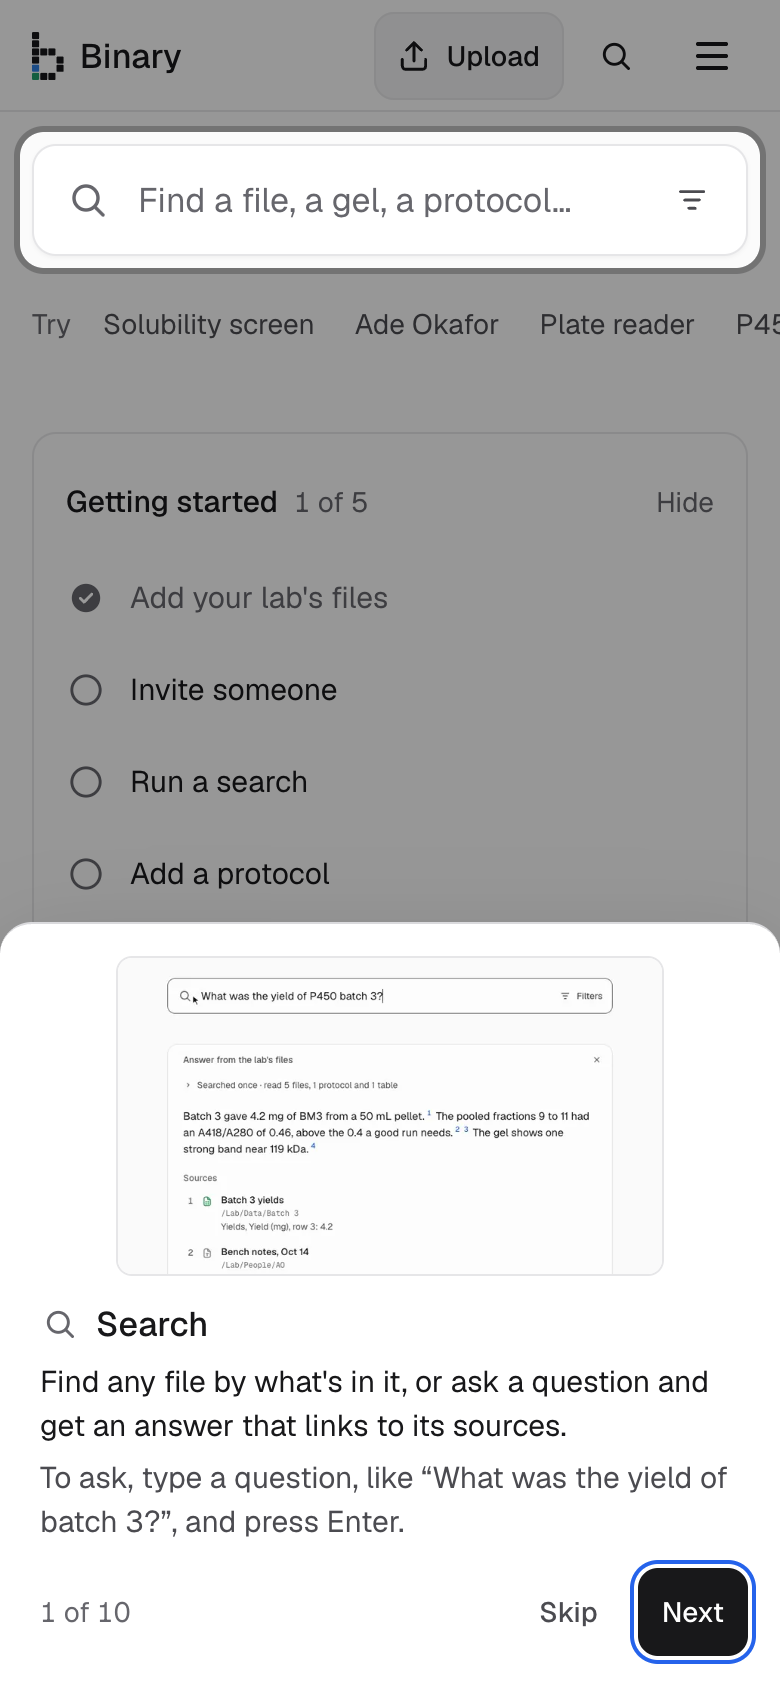 Binary
Upload
Find a file, a gel, a protocol...
Try Solubility screen Ade Okafor Plate reader P45
Getting started 1 of 5 Hide
Add your lab's files
Invite someone
Run a search
Add a protocol
What was the yield of P450 batch 3? Filters
Answer from the lab's files ×
› Searched once · read 5 files, 1 protocol and 1 table
Batch 3 gave 4.2 mg of BM3 from a 50 mL pellet. 1 The pooled fractions 9 to 11 had
an A418/A280 of 0.46, above the 0.4 a good run needs. 2 3 The gel shows one
strong band near 119 kDa. 4
Sources
1 Batch 3 yields
/Lab/Data/Batch 3
Yields, Yield (mg), row 3: 4.2
2 Bench notes, Oct 14
/Lab/People/AO
Search
Find any file by what's in it, or ask a question and
get an answer that links to its sources.
To ask, type a question, like “What was the yield of
batch 3?”, and press Enter.
1 of 10 Skip Next